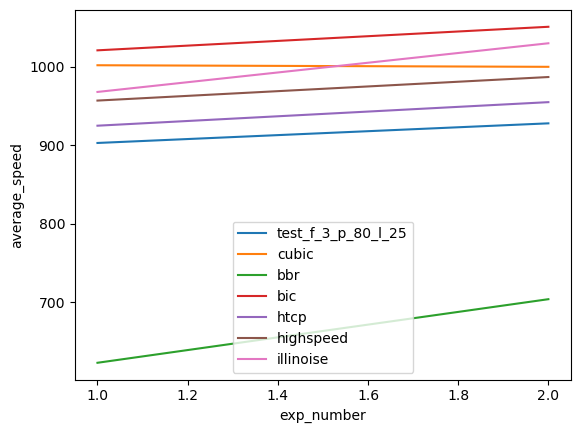 average_speed
1000
900
800
700
test_f_3_p_80_l_25
cubic
bbr
bic
htcp
highspeed
illinoise
1.0 1.2 1.4 1.6 1.8 2.0
exp_number